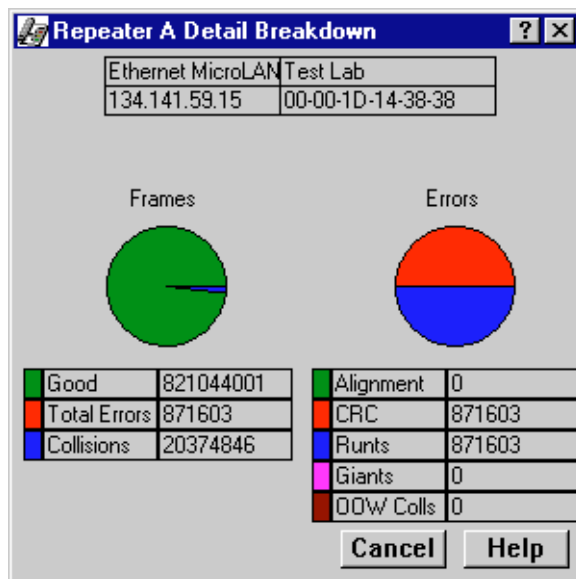 Repeater A Detail Breakdown ? X
Ethernet MicroLAN Test Lab
134.141.59.15 00-00-1D-14-38-38
Frames Errors
Good 821044001
Total Errors 871603
Collisions 20374846
Alignment 0
CRC 871603
Runts 871603
Giants 0
OOW Colls 0
Cancel Help